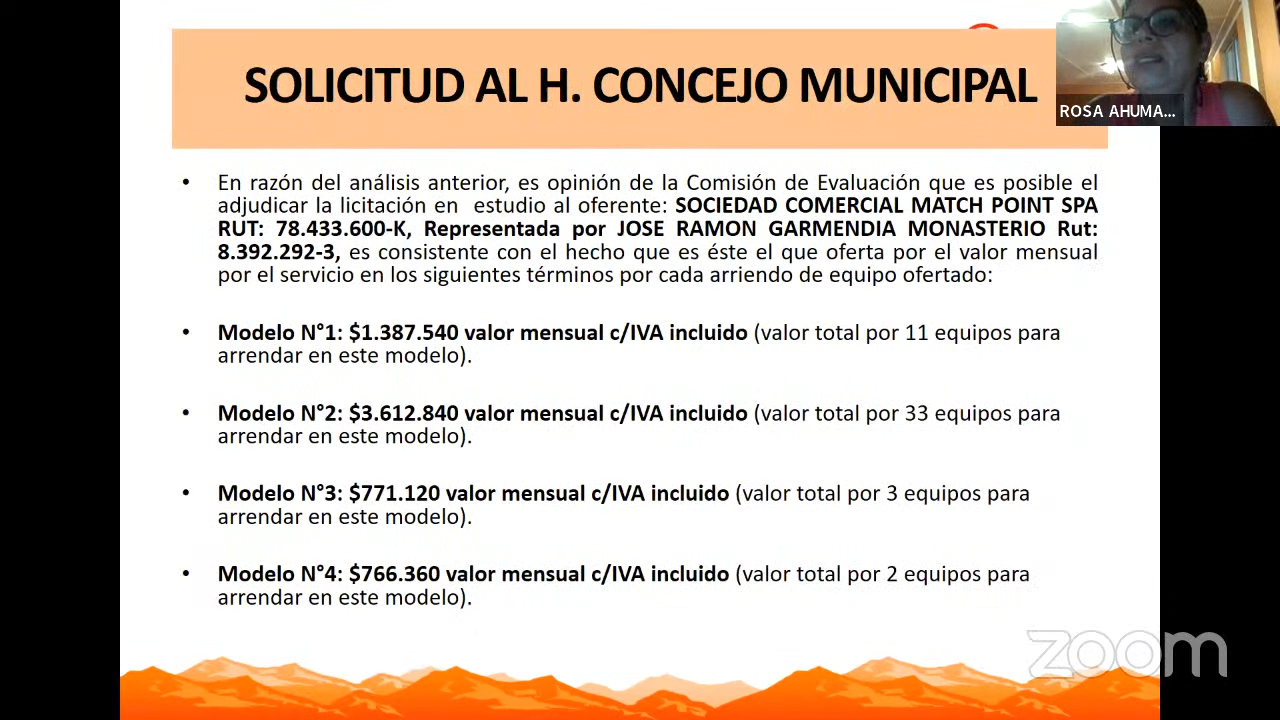 SOLICITUD AL H. CONCEJO MUNICIPAL
ROSA AHUMA...
• En razón del análisis anterior, es opinión de la Comisión de Evaluación que es posible el
adjudicar la licitación en estudio al oferente: SOCIEDAD COMERCIAL MATCH POINT SPA
RUT: 78.433.600-K, Representada por JOSE RAMON GARMENDIA MONASTERIO Rut:
8.392.292-3, es consistente con el hecho que es éste el que oferta por el valor mensual
por el servicio en los siguientes términos por cada arriendo de equipo ofertado:
• Modelo N°1: $1.387.540 valor mensual c/IVA incluido (valor total por 11 equipos para
arrendar en este modelo).
• Modelo N°2: $3.612.840 valor mensual c/IVA incluido (valor total por 33 equipos para
arrendar en este modelo).
• Modelo N°3: $771.120 valor mensual c/IVA incluido (valor total por 3 equipos para
arrendar en este modelo).
• Modelo N°4: $766.360 valor mensual c/IVA incluido (valor total por 2 equipos para
arrendar en este modelo).
zoom